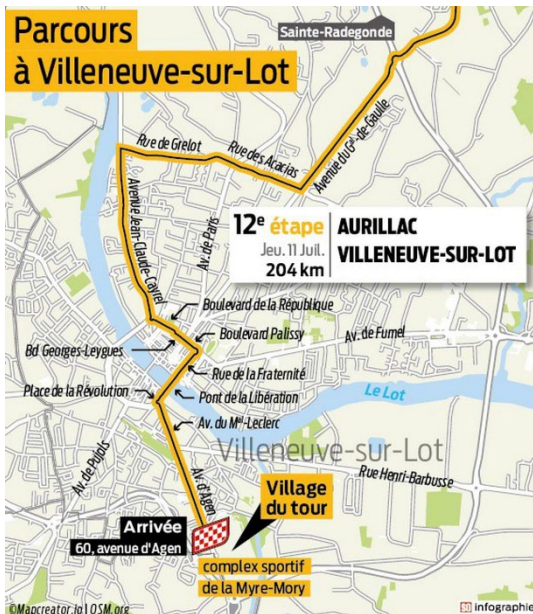 Parcours
à Villeneuve-sur-Lot
Sainte-Radegonde
Rue de Grelot
Rue des Acacias
Avenue du Gal-de-Gaulle
Avenue Jean-Claude-Cayrel
Av. de Paris
12e étape
Jeu. 11 Juil.
204 km
AURILLAC
VILLENEUVE-SUR-LOT
Boulevard de la République
Boulevard Palissy
Av. de Fumel
Bd Georges-Leygues
Rue de la Fraternité
Place de la Révolution
Pont de la Libération
Le Lot
Av. du Mal-Leclerc
Villeneuve-sur-Lot
Av. de Pujols
Rue Henri-Barbusse
Av. d'Agen
Village
du tour
Arrivée
60, avenue d'Agen
complexe sportif
de la Myre-Mory
©Mapcreator.io | OSM.org
SO infographie